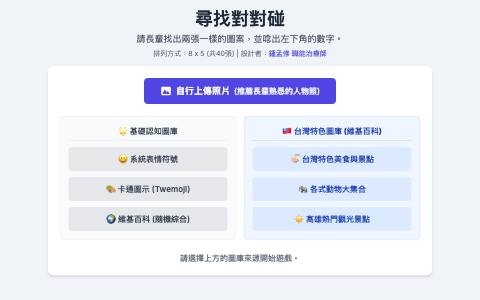 尋找對對碰
請長輩找出兩張一樣的圖案，並唸出左下角的數字。
排列方式：8 x 5 (共40張) | 設計者：鍾孟修 職能治療師
自行上傳照片 (推薦長輩熟悉的人物照)
基礎認知圖庫
系統表情符號
卡通圖示 (Twemoji)
維基百科 (隨機綜合)
台灣特色圖庫 (維基百科)
台灣特色美食與景點
各式動物大集合
高雄熱門觀光景點
請選擇上方的圖庫來源開始遊戲。